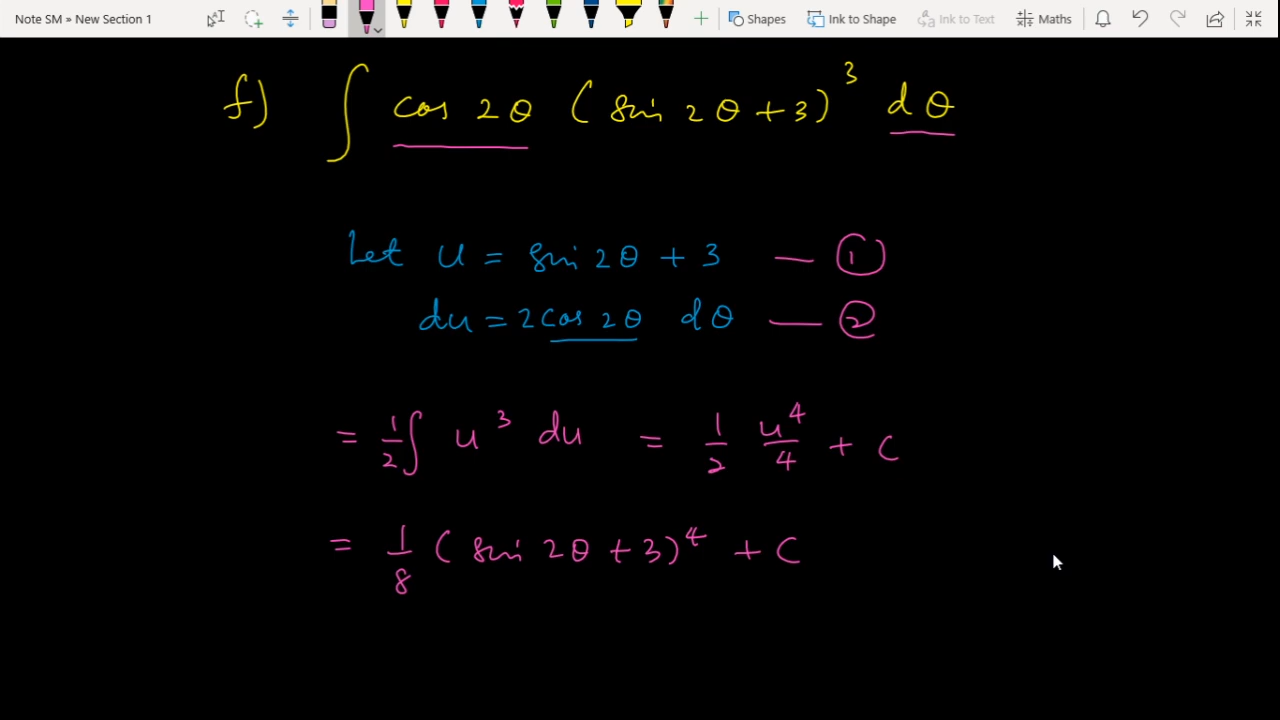 Note SM » New Section 1
Shapes
Ink to Shape
Ink to Text
Maths
f) ∫ cos 2θ (sin 2θ + 3)³ dθ
Let u = sin 2θ + 3 — ①
du = 2 cos 2θ dθ — ②
= 1/2 ∫ u³ du = 1/2 u⁴/4 + c
= 1/8 (sin 2θ + 3)⁴ + c